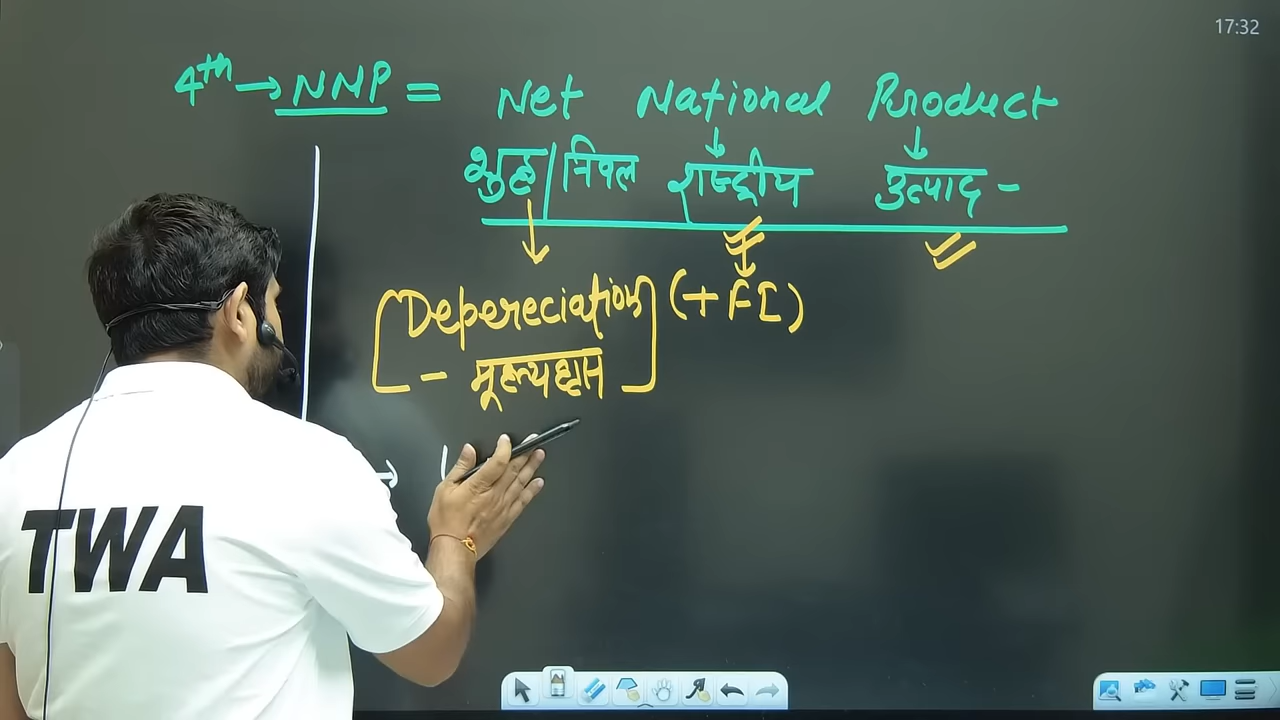 17:32
4th → NNP = Net National Product
शुद्ध/निवल राष्ट्रीय उत्पाद -
[Depereciation (+FI)
- मूल्यह्रास]
TWA